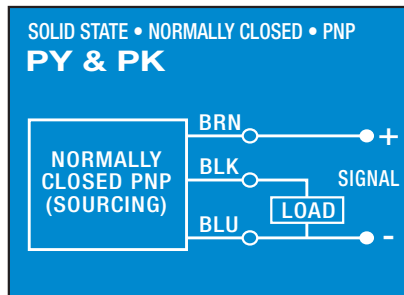 SOLID STATE • NORMALLY CLOSED • PNP
PY & PK
BRN
+
NORMALLY
CLOSED PNP
(SOURCING)
BLK
SIGNAL
LOAD
BLU
-